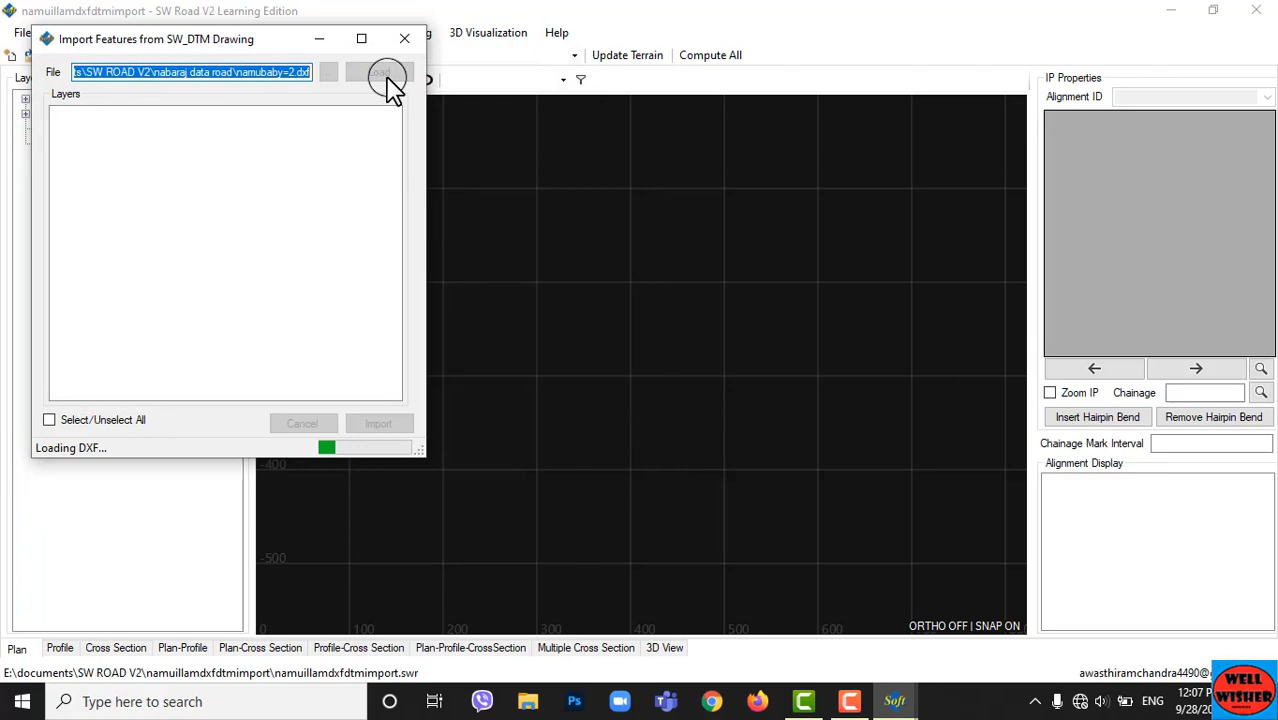 namuillamdxfdtmimport - SW Road V2 Learning Edition
3D Visualization Help
Import Features from SW_DTM Drawing
Update Terrain Compute All
File ts\SW ROAD V2\nabaraj data road\namubaby=2.dxf .. Load
Layers
IP Properties
Alignment ID
Zoom IP Chainage
Insert Hairpin Bend Remove Hairpin Bend
Select/Unselect All Cancel Import
Chainage Mark Interval
Loading DXF...
Alignment Display
-400
-500
100 200 300 400 500 600 700
ORTHO OFF | SNAP ON
Plan Profile Cross Section Plan-Profile Plan-Cross Section Profile-Cross Section Plan-Profile-CrossSection Multiple Cross Section 3D View
E:\documents\SW ROAD V2\namuillamdxfdtmimport\namuillamdxfdtmimport.swr
awasthiramchandra4490@
Type here to search
Ps
Soft
ENG
12:07 P
9/28/20
WELL
WISHER